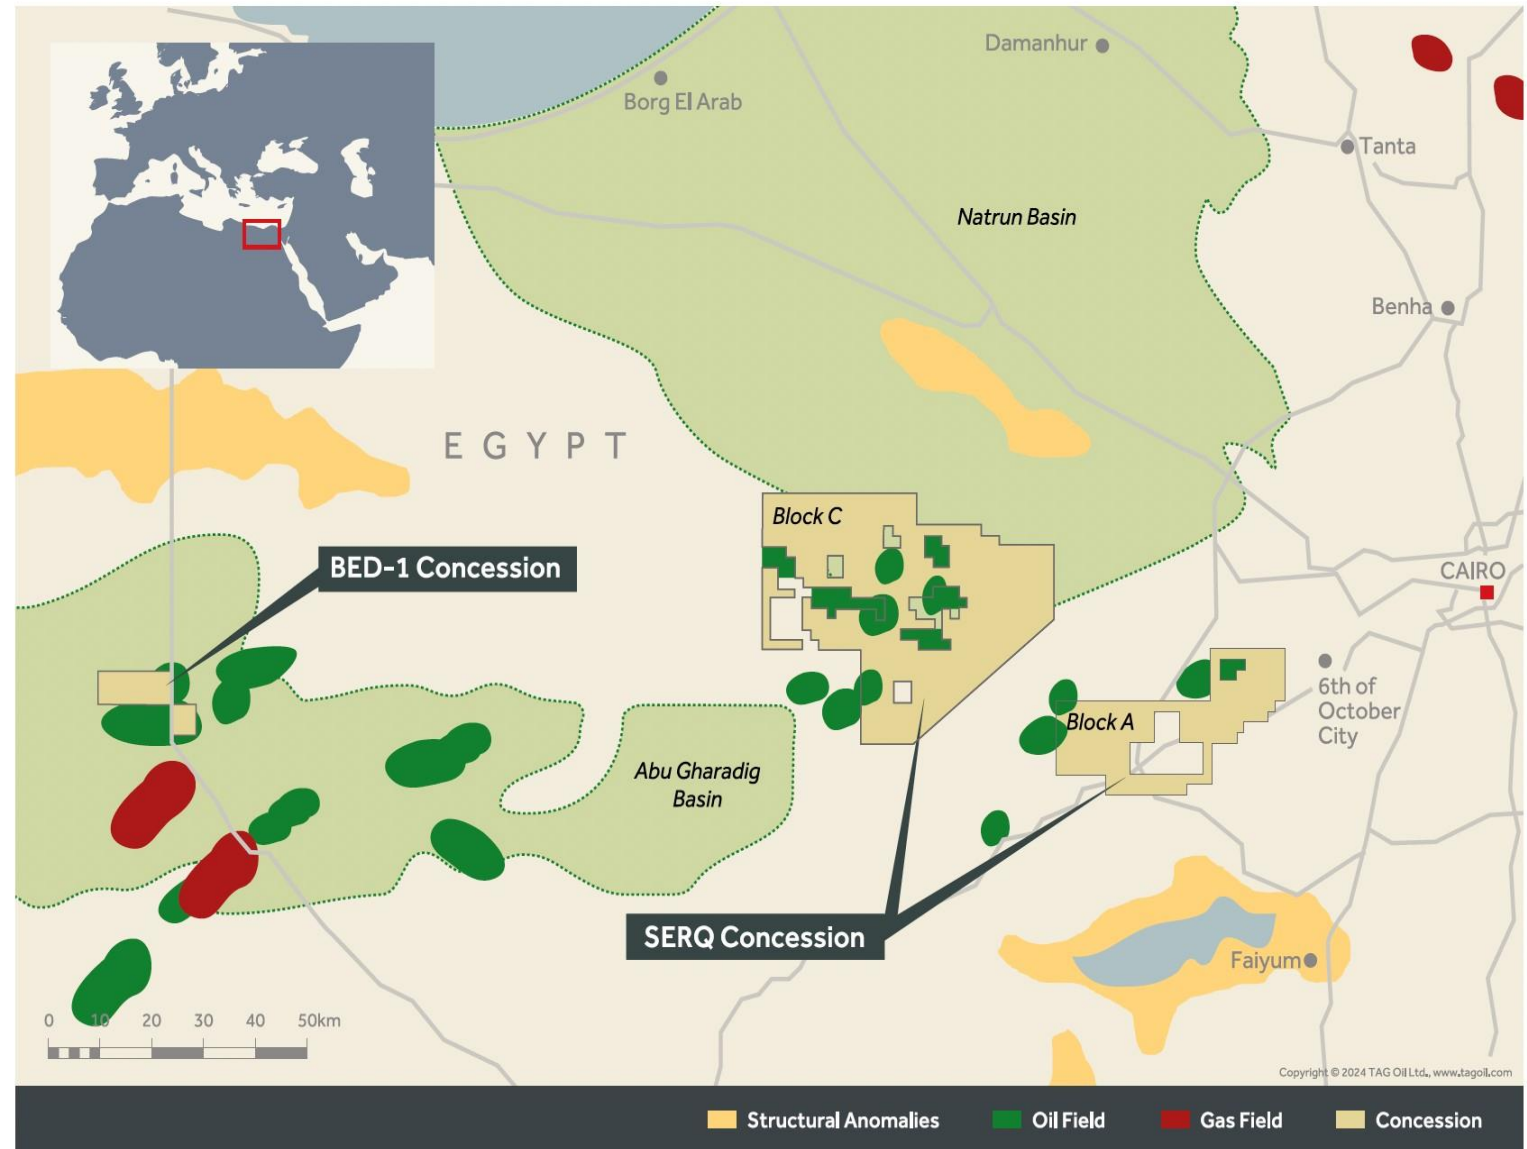 Damanhur
Borg El Arab
Tanta
Natrun Basin
Benha
EGYPT
Block C
BED-1 Concession
CAIRO
6th of
October
City
Block A
Abu Gharadig
Basin
SERQ Concession
Faiyum
0 10 20 30 40 50km
Copyright © 2024 TAG Oil Ltd., www.tagoil.com
Structural Anomalies
Oil Field
Gas Field
Concession